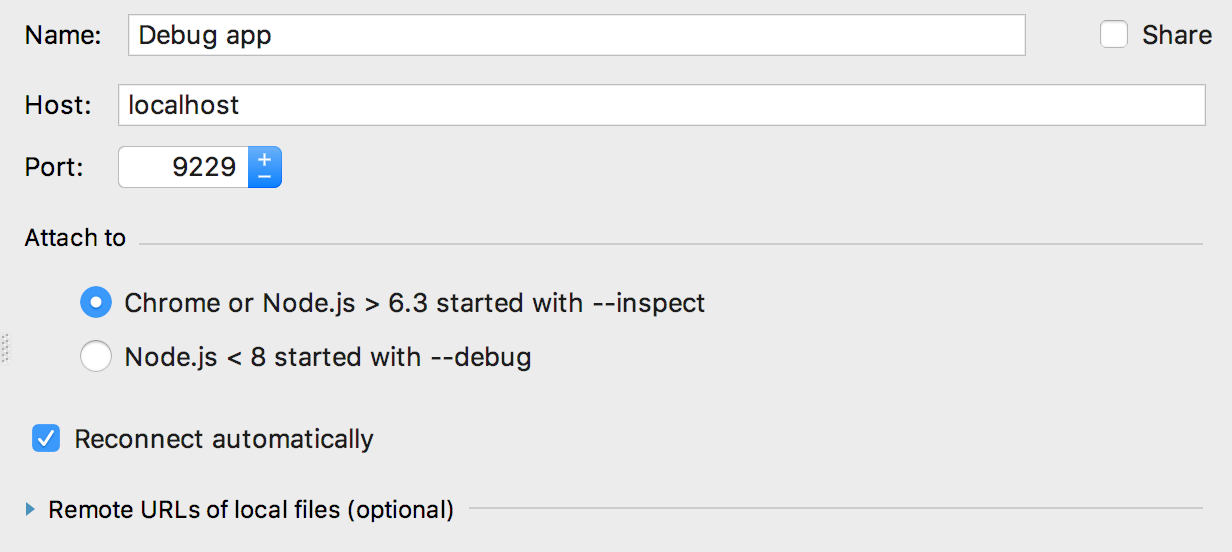 Name: Debug app Share
Host: localhost
Port: 9229
Attach to
Chrome or Node.js > 6.3 started with --inspect
Node.js < 8 started with --debug
Reconnect automatically
Remote URLs of local files (optional)